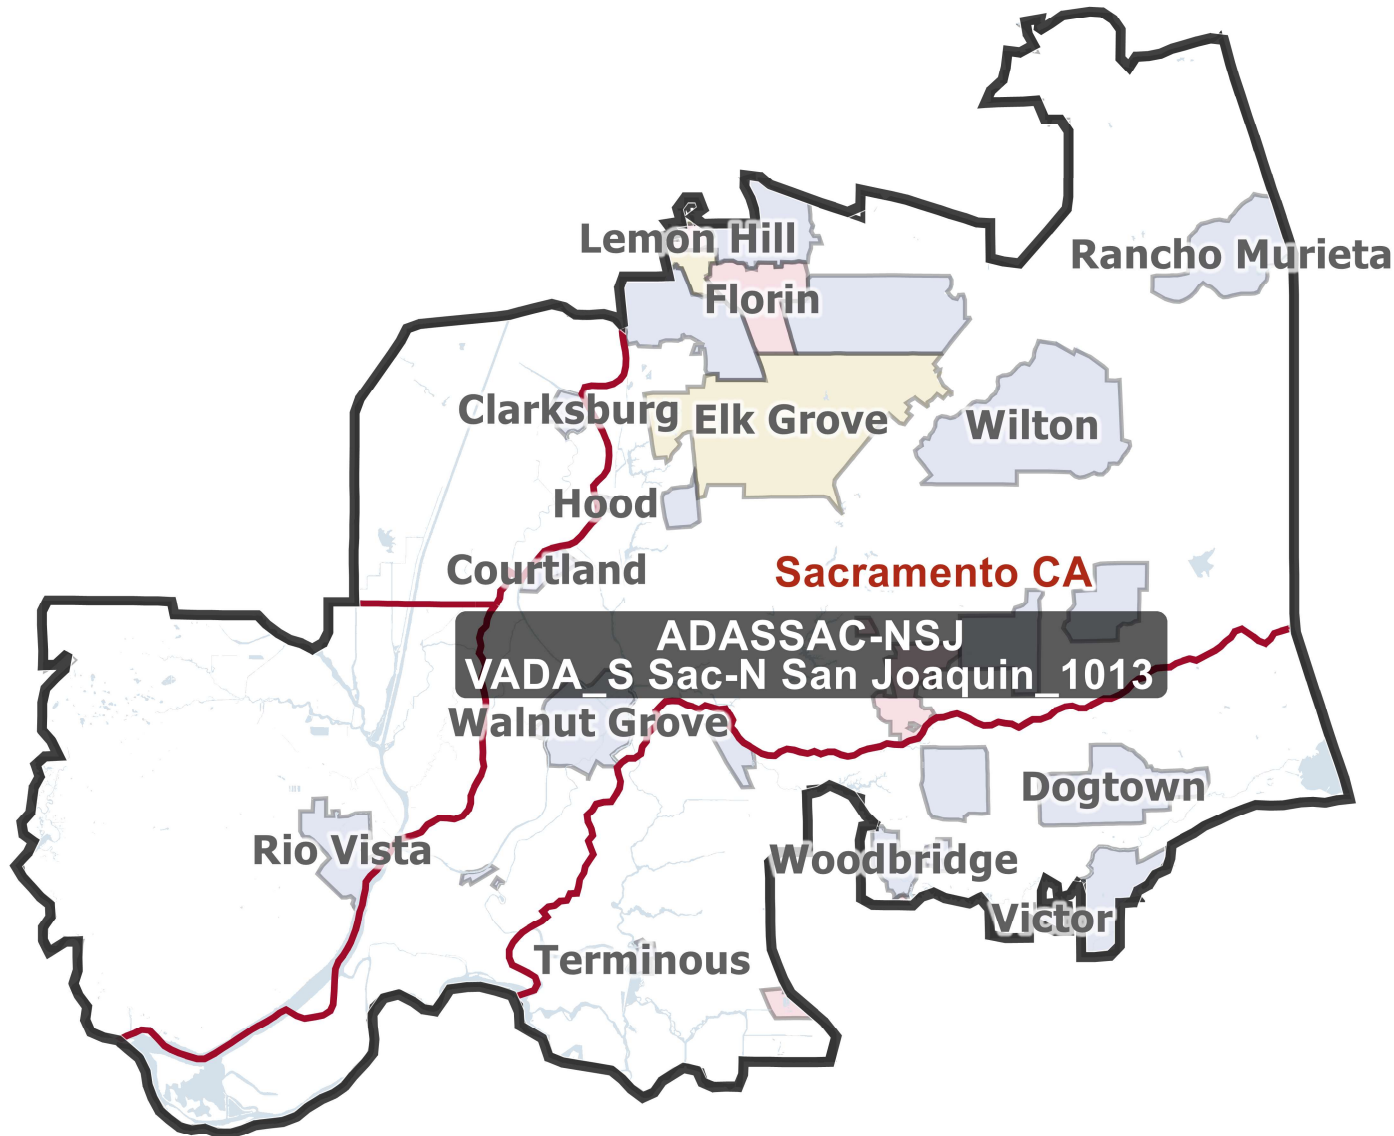 Lemon Hill
Rancho Murieta
Florin
Clarksburg
Elk Grove
Wilton
Hood
Courtland
Sacramento CA
ADASSAC-NSJ
VADA_S Sac-N San Joaquin_1013
Walnut Grove
Dogtown
Rio Vista
Woodbridge
Victor
Terminous